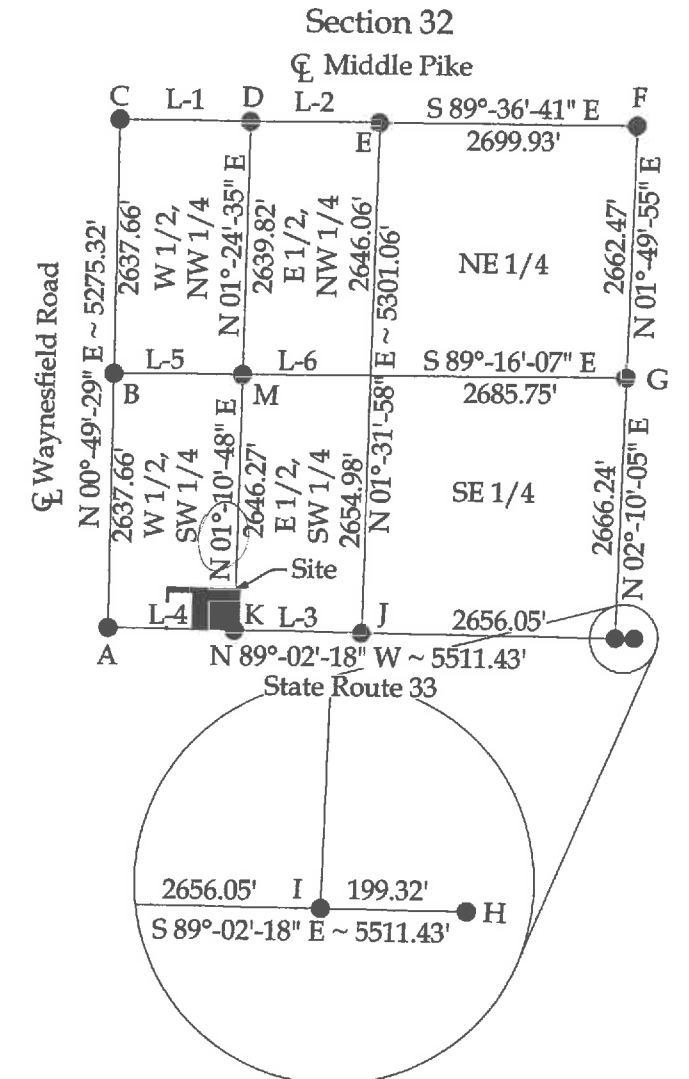 Section 32
℄ Middle Pike
C
L-1
D
L-2
E
S 89°-36'-41" E
2699.93'
F
℄ Waynesfield Road
N 00°-49'-29" E ~ 5275.32'
2637.66'
W 1/2,
NW 1/4
N 01°-24'-35" E
2639.82'
E 1/2,
NW 1/4
2646.06'
N 01°-31'-58" E ~ 5301.06'
NE 1/4
2662.47'
N 01°-49'-55" E
B
L-5
M
L-6
S 89°-16'-07" E
2685.75'
G
2637.66'
W 1/2,
SW 1/4
N 01°-10'-48" E
2646.27'
E 1/2,
SW 1/4
2654.98'
SE 1/4
2666.24'
N 02°-10'-05" E
Site
A
L-4
K
L-3
J
2656.05'
N 89°-02'-18" W ~ 5511.43'
State Route 33
2656.05'
I
199.32'
H
S 89°-02'-18" E ~ 5511.43'